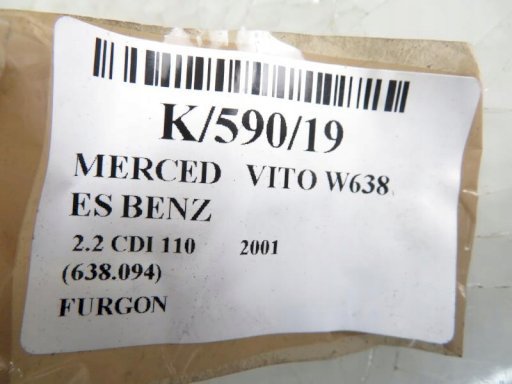 K/590/19
MERCED VITO W638
ES BENZ
2.2 CDI 110 2001
(638.094)
FURGON